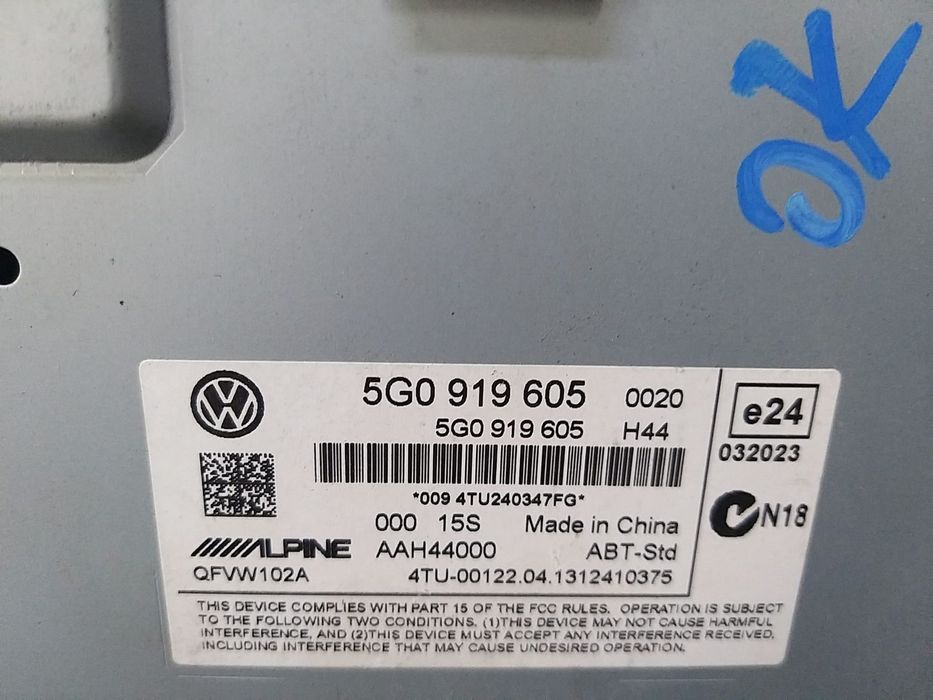 OK
5G0 919 605 0020
5G0 919 605 H44
*009 4TU240347FG*
000 15S Made in China
ALPINE AAH44000 ABT-Std
QFVW102A 4TU-00122.04.1312410375
e24
032023
N18
THIS DEVICE COMPLIES WITH PART 15 OF THE FCC RULES. OPERATION IS SUBJECT
TO THE FOLLOWING TWO CONDITIONS. (1)THIS DEVICE MAY NOT CAUSE HARMFUL
INTERFERENCE, AND (2)THIS DEVICE MUST ACCEPT ANY INTERFERENCE RECEIVED,
INCLUDING INTERFERENCE THAT MAY CAUSE UNDESIRED OPERATION.